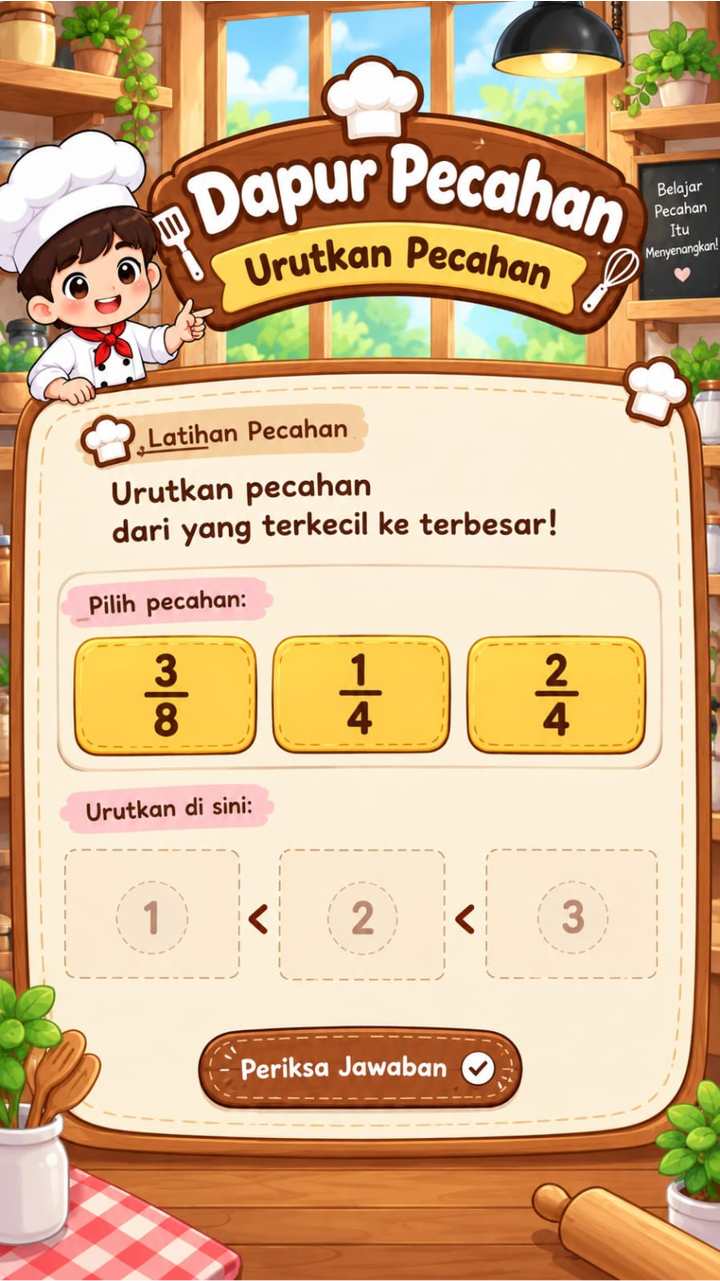 Dapur Pecahan
Urutkan Pecahan
Belajar
Pecahan
Itu
Menyenangkan!
Latihan Pecahan
Urutkan pecahan
dari yang terkecil ke terbesar!
Pilih pecahan:
3/8 1/4 2/4
Urutkan di sini:
1 < 2 < 3
Periksa Jawaban